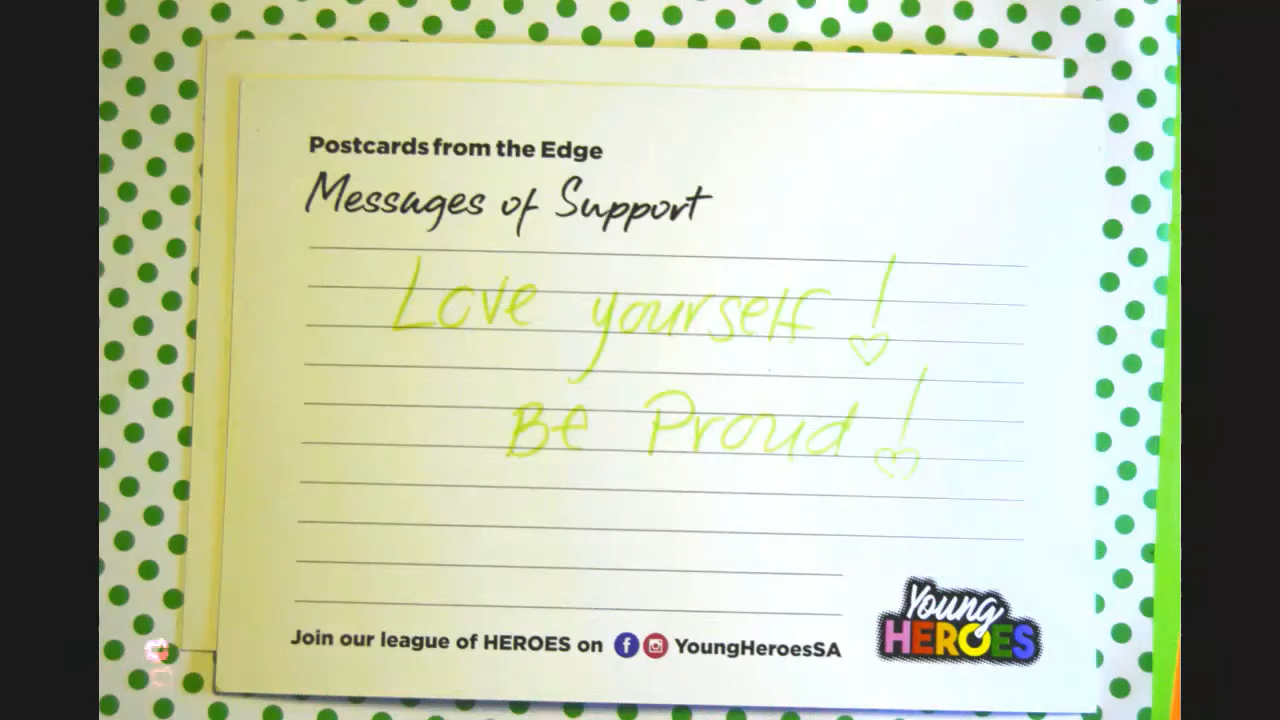 Postcards from the Edge
Messages of Support
Love yourself!
Be Proud!
Join our league of HEROES on YoungHeroesSA
Young
HEROES